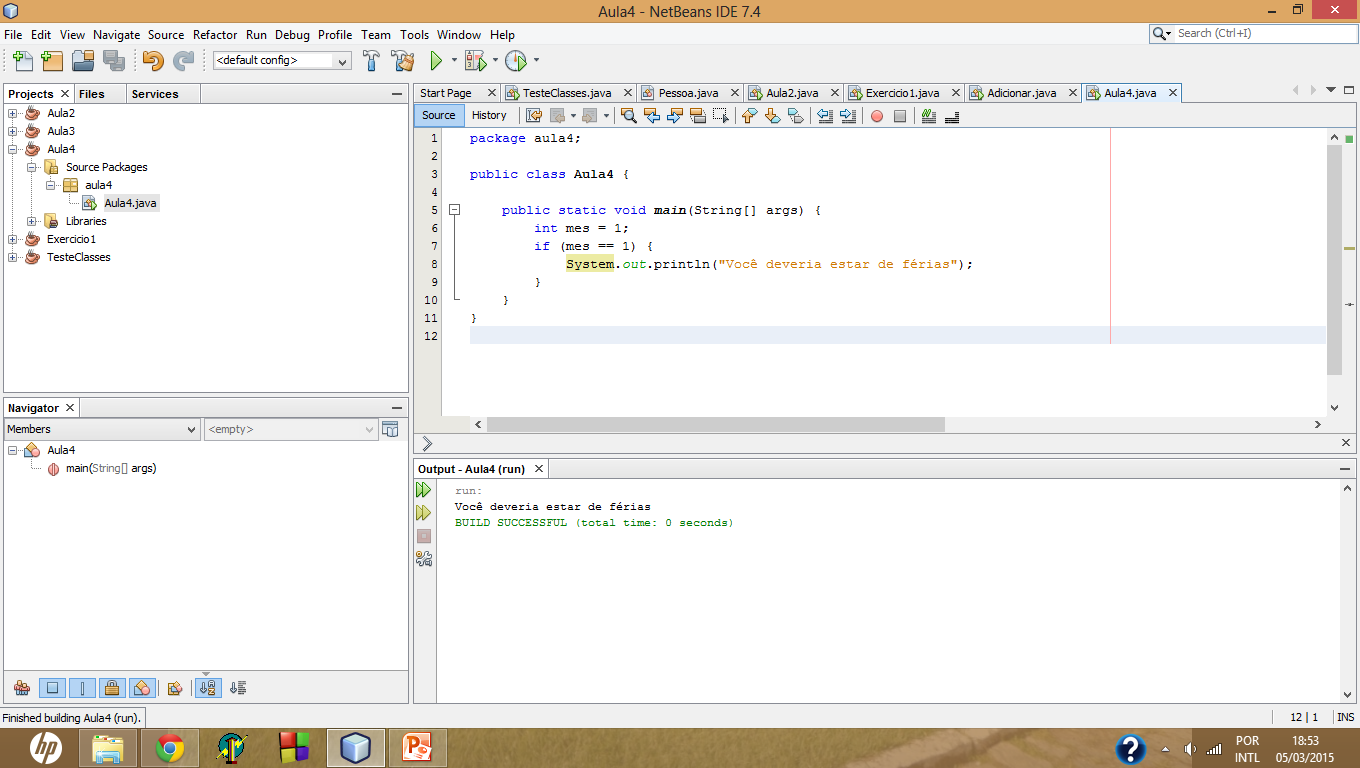 Aula4 - NetBeans IDE 7.4
File Edit View Navigate Source Refactor Run Debug Profile Team Tools Window Help
Search (Ctrl+I)
<default config>
Projects Files Services
Aula2
Aula3
Aula4
Source Packages
aula4
Aula4.java
Libraries
Exercicio1
TesteClasses
Navigator
Members
<empty>
Aula4
main(String[] args)
Start Page TesteClasses.java Pessoa.java Aula2.java Exercicio1.java Adicionar.java Aula4.java
Source History
1 package aula4;
2
3 public class Aula4 {
4
5 public static void main(String[] args) {
6 int mes = 1;
7 if (mes == 1) {
8 System.out.println("Você deveria estar de férias");
9 }
10 }
11 }
12
Output - Aula4 (run)
run:
Você deveria estar de férias
BUILD SUCCESSFUL (total time: 0 seconds)
Finished building Aula4 (run).
12 | 1 INS
hp
POR
INTL
18:53
05/03/2015